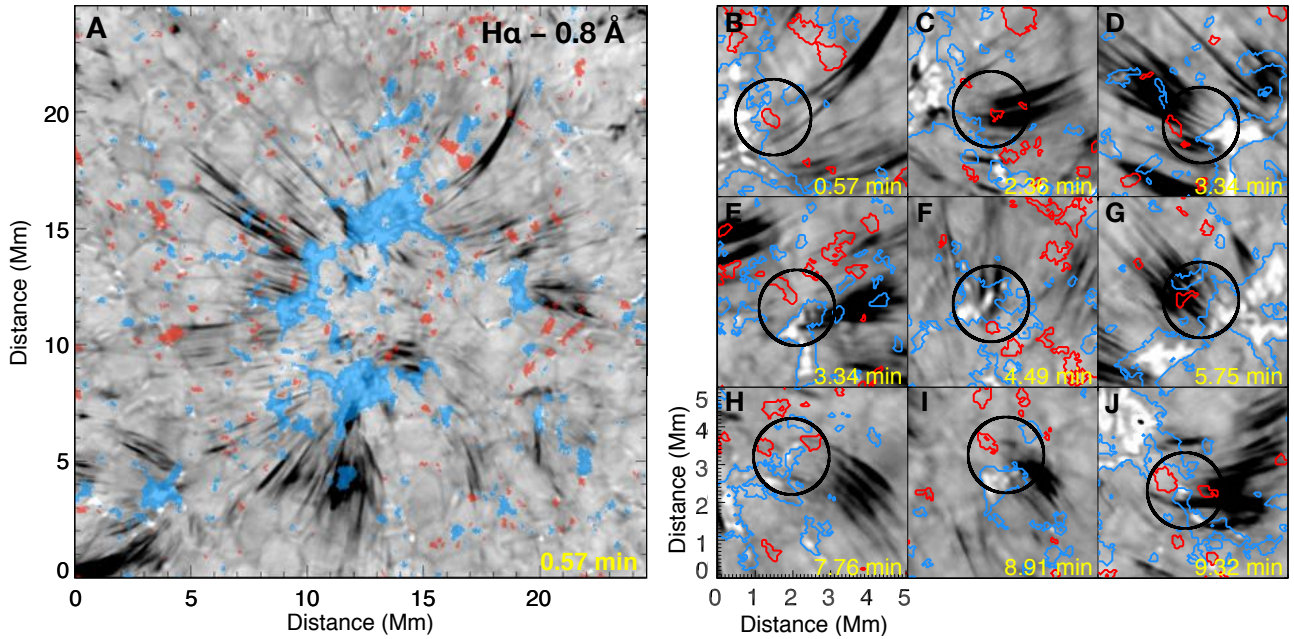 A
Hα – 0.8 Å
0.57 min
20
15
10
5
0
Distance (Mm)
0
5
10
15
20
Distance (Mm)
B
0.57 min
C
2.36 min
D
3.34 min
E
3.34 min
F
4.49 min
G
5.75 min
H
7.76 min
I
8.91 min
J
9.32 min
5
4
3
2
1
0
Distance (Mm)
0
1
2
3
4
5
Distance (Mm)